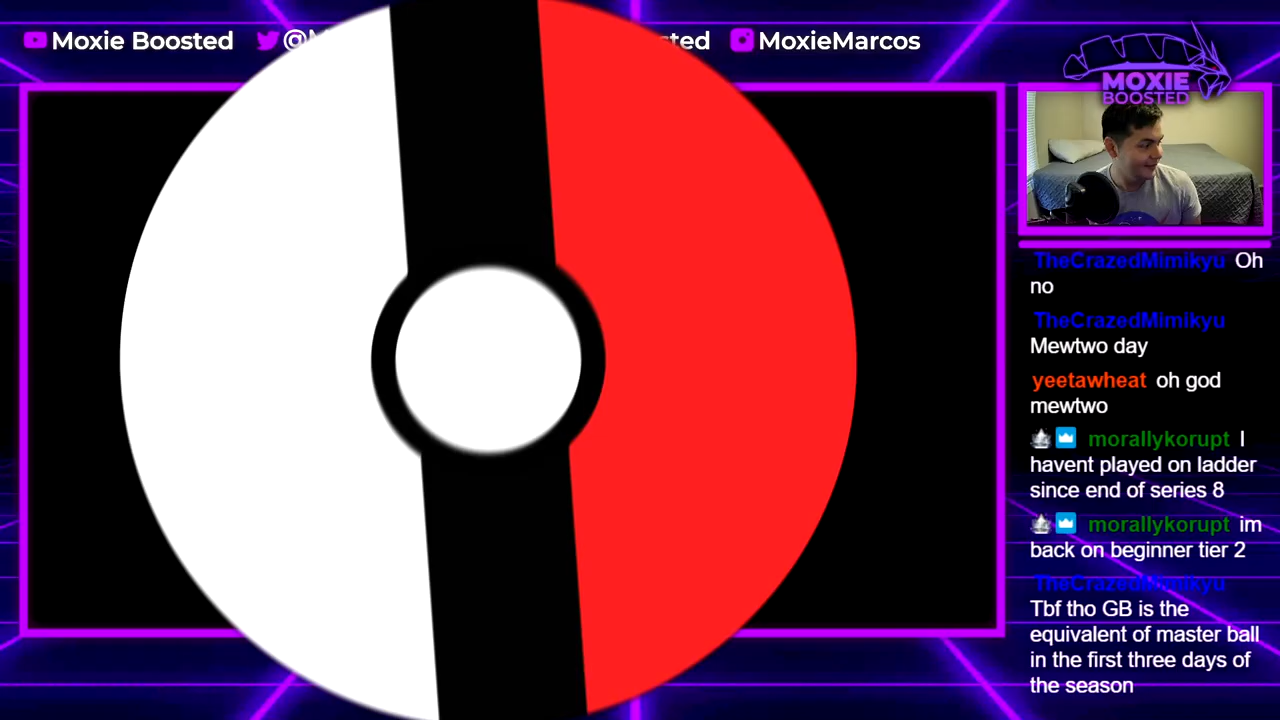 Moxie Boosted @M sted MoxieMarcos
MOXIE
BOOSTED
TheCrazedMimikyu Oh
no
TheCrazedMimikyu
Mewtwo day
yeetawheat oh god
mewtwo
morallykorupt I
havent played on ladder
since end of series 8
morallykorupt im
back on beginner tier 2
TheCrazedMimikyu
Tbf tho GB is the
equivalent of master ball
in the first three days of
the season